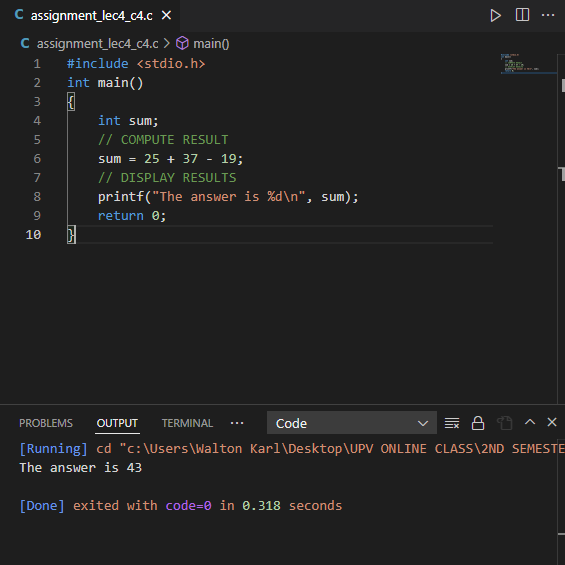 C assignment_lec4_c4.c
C assignment_lec4_c4.c > main()
1 #include <stdio.h>
2 int main()
3 {
4     int sum;
5     // COMPUTE RESULT
6     sum = 25 + 37 - 19;
7     // DISPLAY RESULTS
8     printf("The answer is %d\n", sum);
9     return 0;
10 }
PROBLEMS OUTPUT TERMINAL ··· Code
[Running] cd "c:\Users\Walton Karl\Desktop\UPV ONLINE CLASS\2ND SEMESTE
The answer is 43
[Done] exited with code=0 in 0.318 seconds